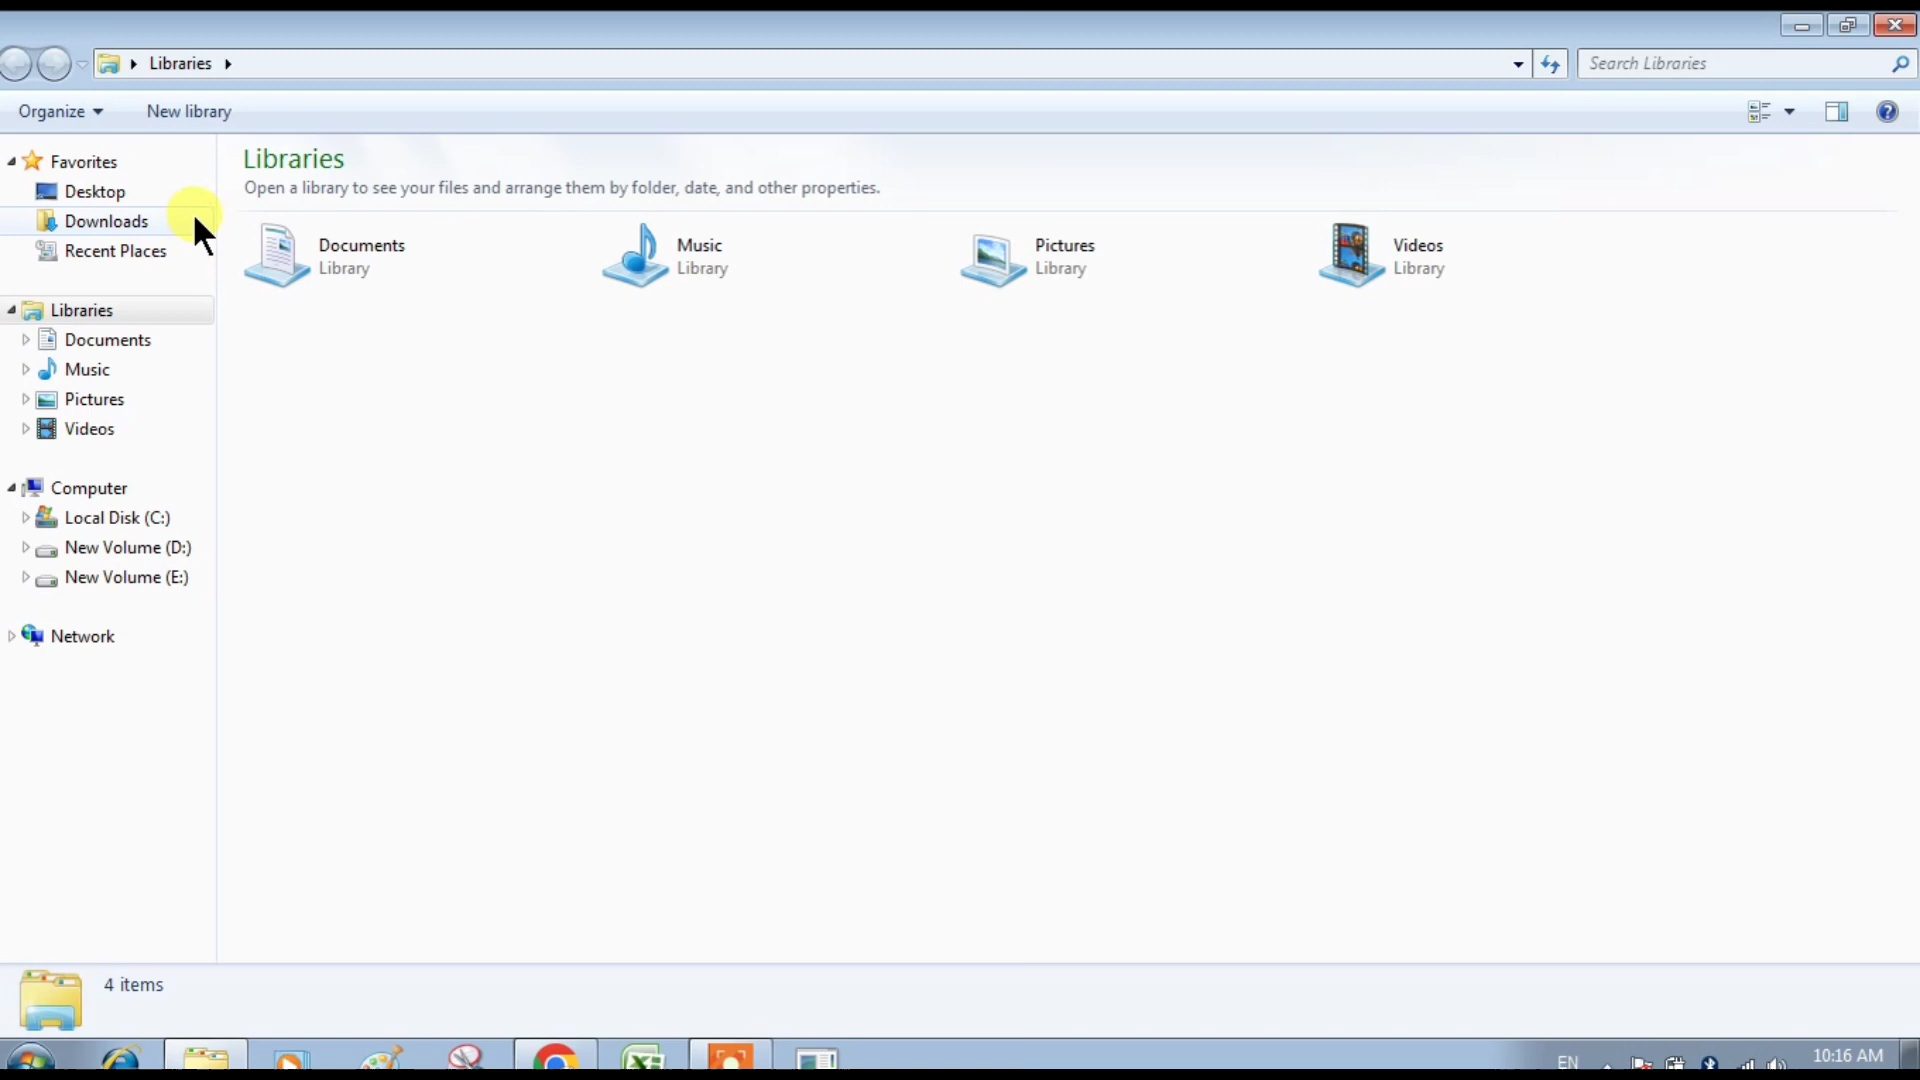 Libraries
Search Libraries
Organize
New library
Favorites
Desktop
Downloads
Recent Places
Libraries
Documents
Music
Pictures
Videos
Computer
Local Disk (C:)
New Volume (D:)
New Volume (E:)
Network
Libraries
Open a library to see your files and arrange them by folder, date, and other properties.
Documents
Library
Music
Library
Pictures
Library
Videos
Library
4 items
EN
10:16 AM